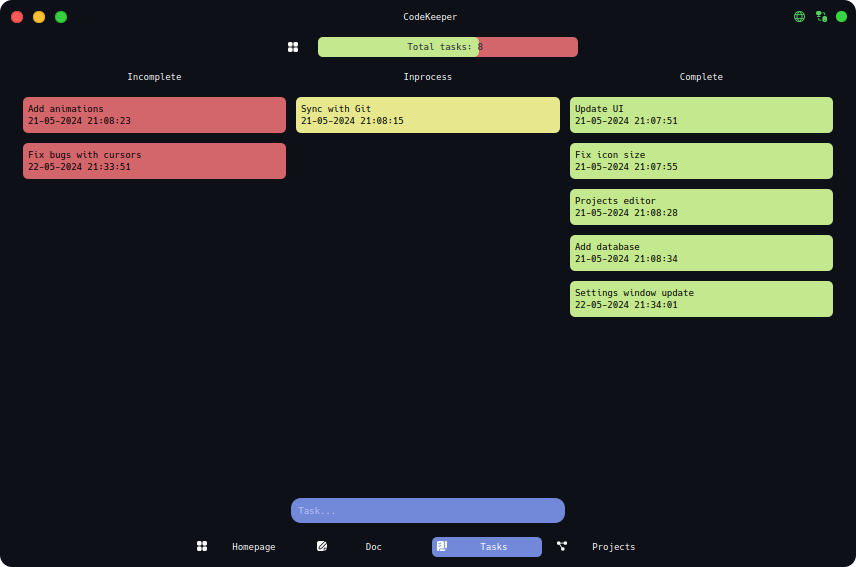 CodeKeeper
Total tasks: 8
Incomplete
Inprocess
Complete
Add animations
21-05-2024 21:08:23
Fix bugs with cursors
22-05-2024 21:33:51
Sync with Git
21-05-2024 21:08:15
Update UI
21-05-2024 21:07:51
Fix icon size
21-05-2024 21:07:55
Projects editor
21-05-2024 21:08:28
Add database
21-05-2024 21:08:34
Settings window update
22-05-2024 21:34:01
Task...
Homepage
Doc
Tasks
Projects